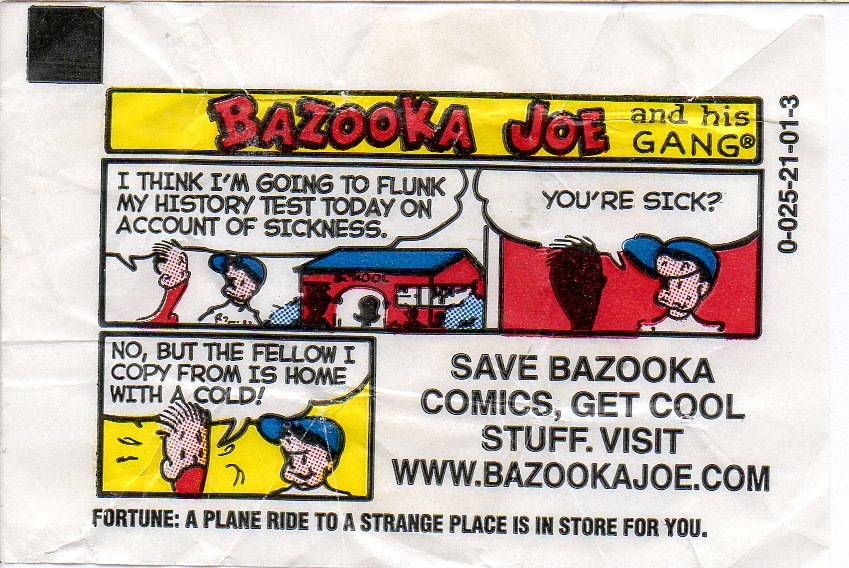 BAZOOKA JOE and his GANG®
0-025-21-01-3
I THINK I'M GOING TO FLUNK
MY HISTORY TEST TODAY ON
ACCOUNT OF SICKNESS.
YOU'RE SICK?
NO, BUT THE FELLOW I
COPY FROM IS HOME
WITH A COLD!
SAVE BAZOOKA
COMICS, GET COOL
STUFF. VISIT
WWW.BAZOOKAJOE.COM
FORTUNE: A PLANE RIDE TO A STRANGE PLACE IS IN STORE FOR YOU.